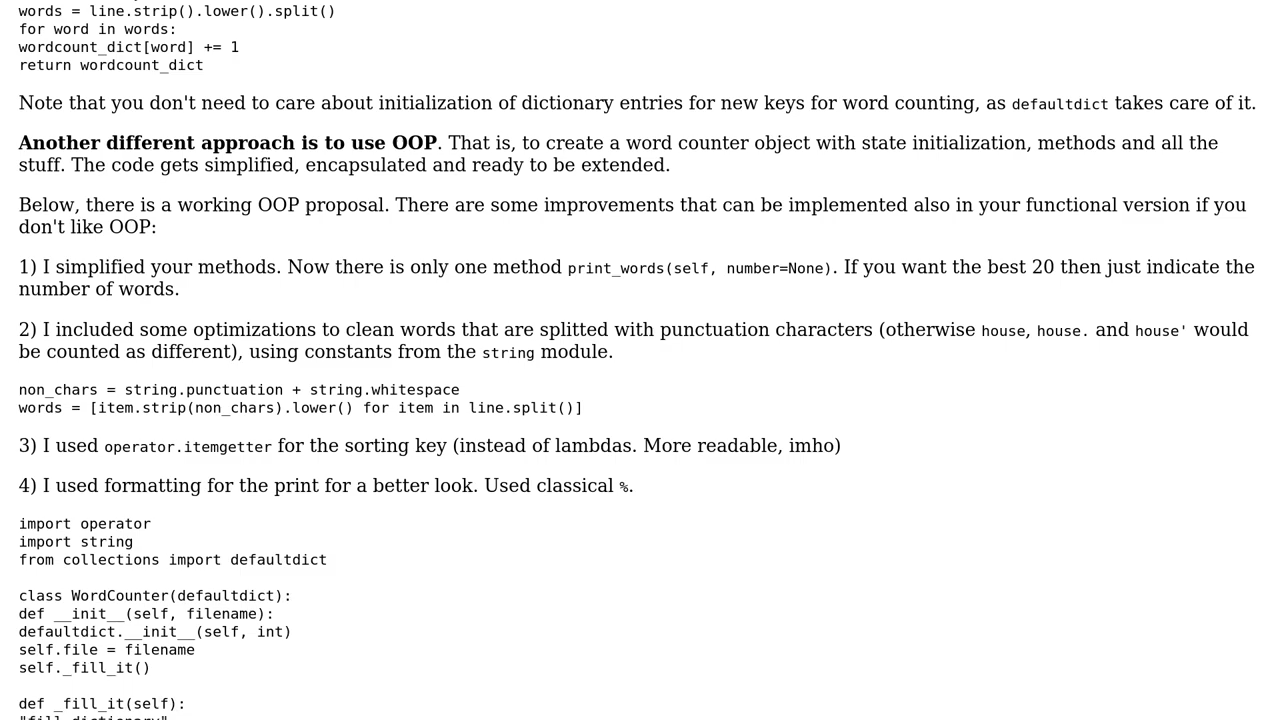 words = line.strip().lower().split()
for word in words:
wordcount_dict[word] += 1
return wordcount_dict
Note that you don't need to care about initialization of dictionary entries for new keys for word counting, as defaultdict takes care of it.
Another different approach is to use OOP. That is, to create a word counter object with state initialization, methods and all the
stuff. The code gets simplified, encapsulated and ready to be extended.
Below, there is a working OOP proposal. There are some improvements that can be implemented also in your functional version if you
don't like OOP:
1) I simplified your methods. Now there is only one method print_words(self, number=None). If you want the best 20 then just indicate the
number of words.
2) I included some optimizations to clean words that are splitted with punctuation characters (otherwise house, house. and house' would
be counted as different), using constants from the string module.
non_chars = string.punctuation + string.whitespace
words = [item.strip(non_chars).lower() for item in line.split()]
3) I used operator.itemgetter for the sorting key (instead of lambdas. More readable, imho)
4) I used formatting for the print for a better look. Used classical %.
import operator
import string
from collections import defaultdict
class WordCounter(defaultdict):
def __init__(self, filename):
defaultdict.__init__(self, int)
self.file = filename
self._fill_it()
def _fill_it(self):
"fill dictionary"